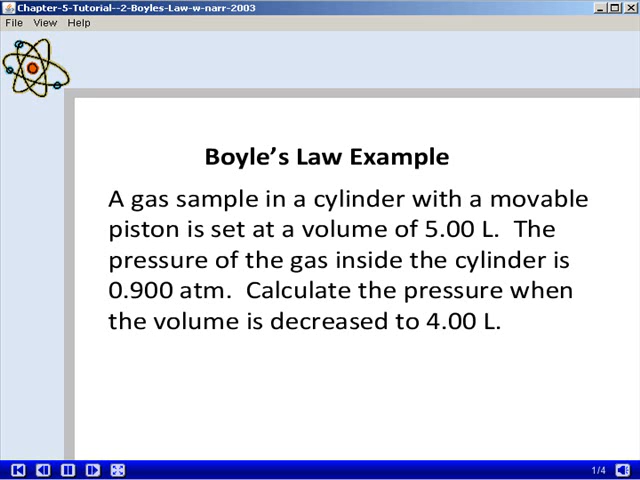 Chapter-5-Tutorial--2-Boyles-Law-w-narr-2003
File View Help
Boyle's Law Example
A gas sample in a cylinder with a movable
piston is set at a volume of 5.00 L.  The
pressure of the gas inside the cylinder is
0.900 atm.  Calculate the pressure when
the volume is decreased to 4.00 L.
1/4